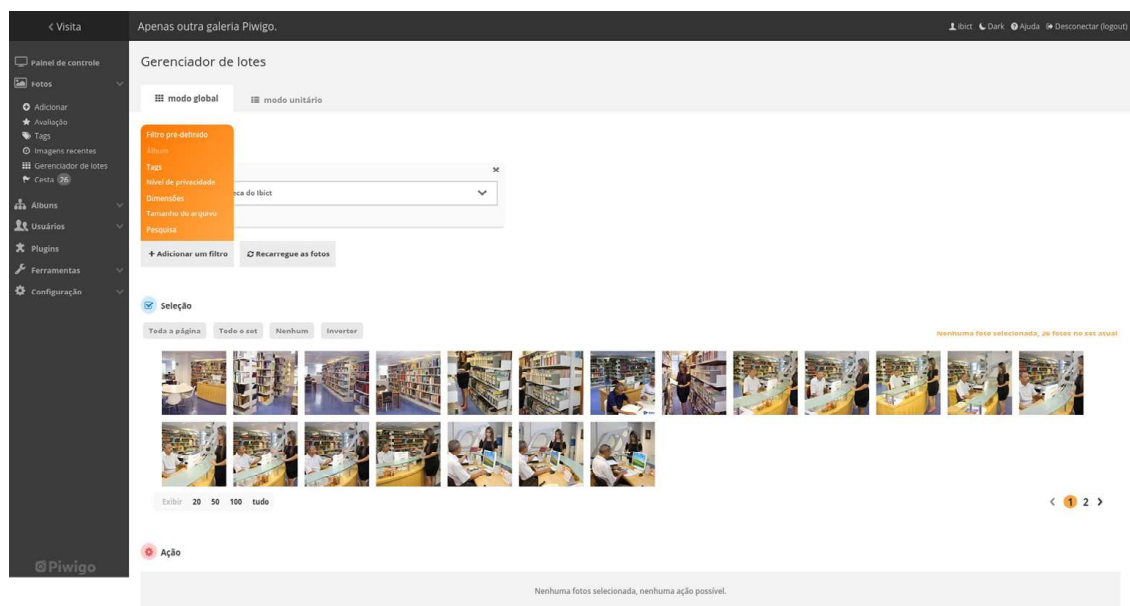 Visita
Apenas outra galeria Piwigo.
ibict Dark Ajuda Desconectar (logout)
Painel de controle
Fotos
Adicionar
Avaliação
Tags
Imagens recentes
Gerenciador de lotes
Cesta 26
Álbuns
Usuários
Plugins
Ferramentas
Configuração
Piwigo
Gerenciador de lotes
modo global modo unitário
Filtro pré-definido
Álbum
Tags
Nível de privacidade
Dimensões
Tamanho do arquivo
Pesquisa
do Ibict
+ Adicionar um filtro Recarregue as fotos
Seleção
Toda a página Todo o set Nenhum Inverter
Nenhuma foto selecionada, 26 fotos no set atual
Exibir 20 50 100 tudo
1 2
Ação
Nenhuma fotos selecionada, nenhuma ação possível.